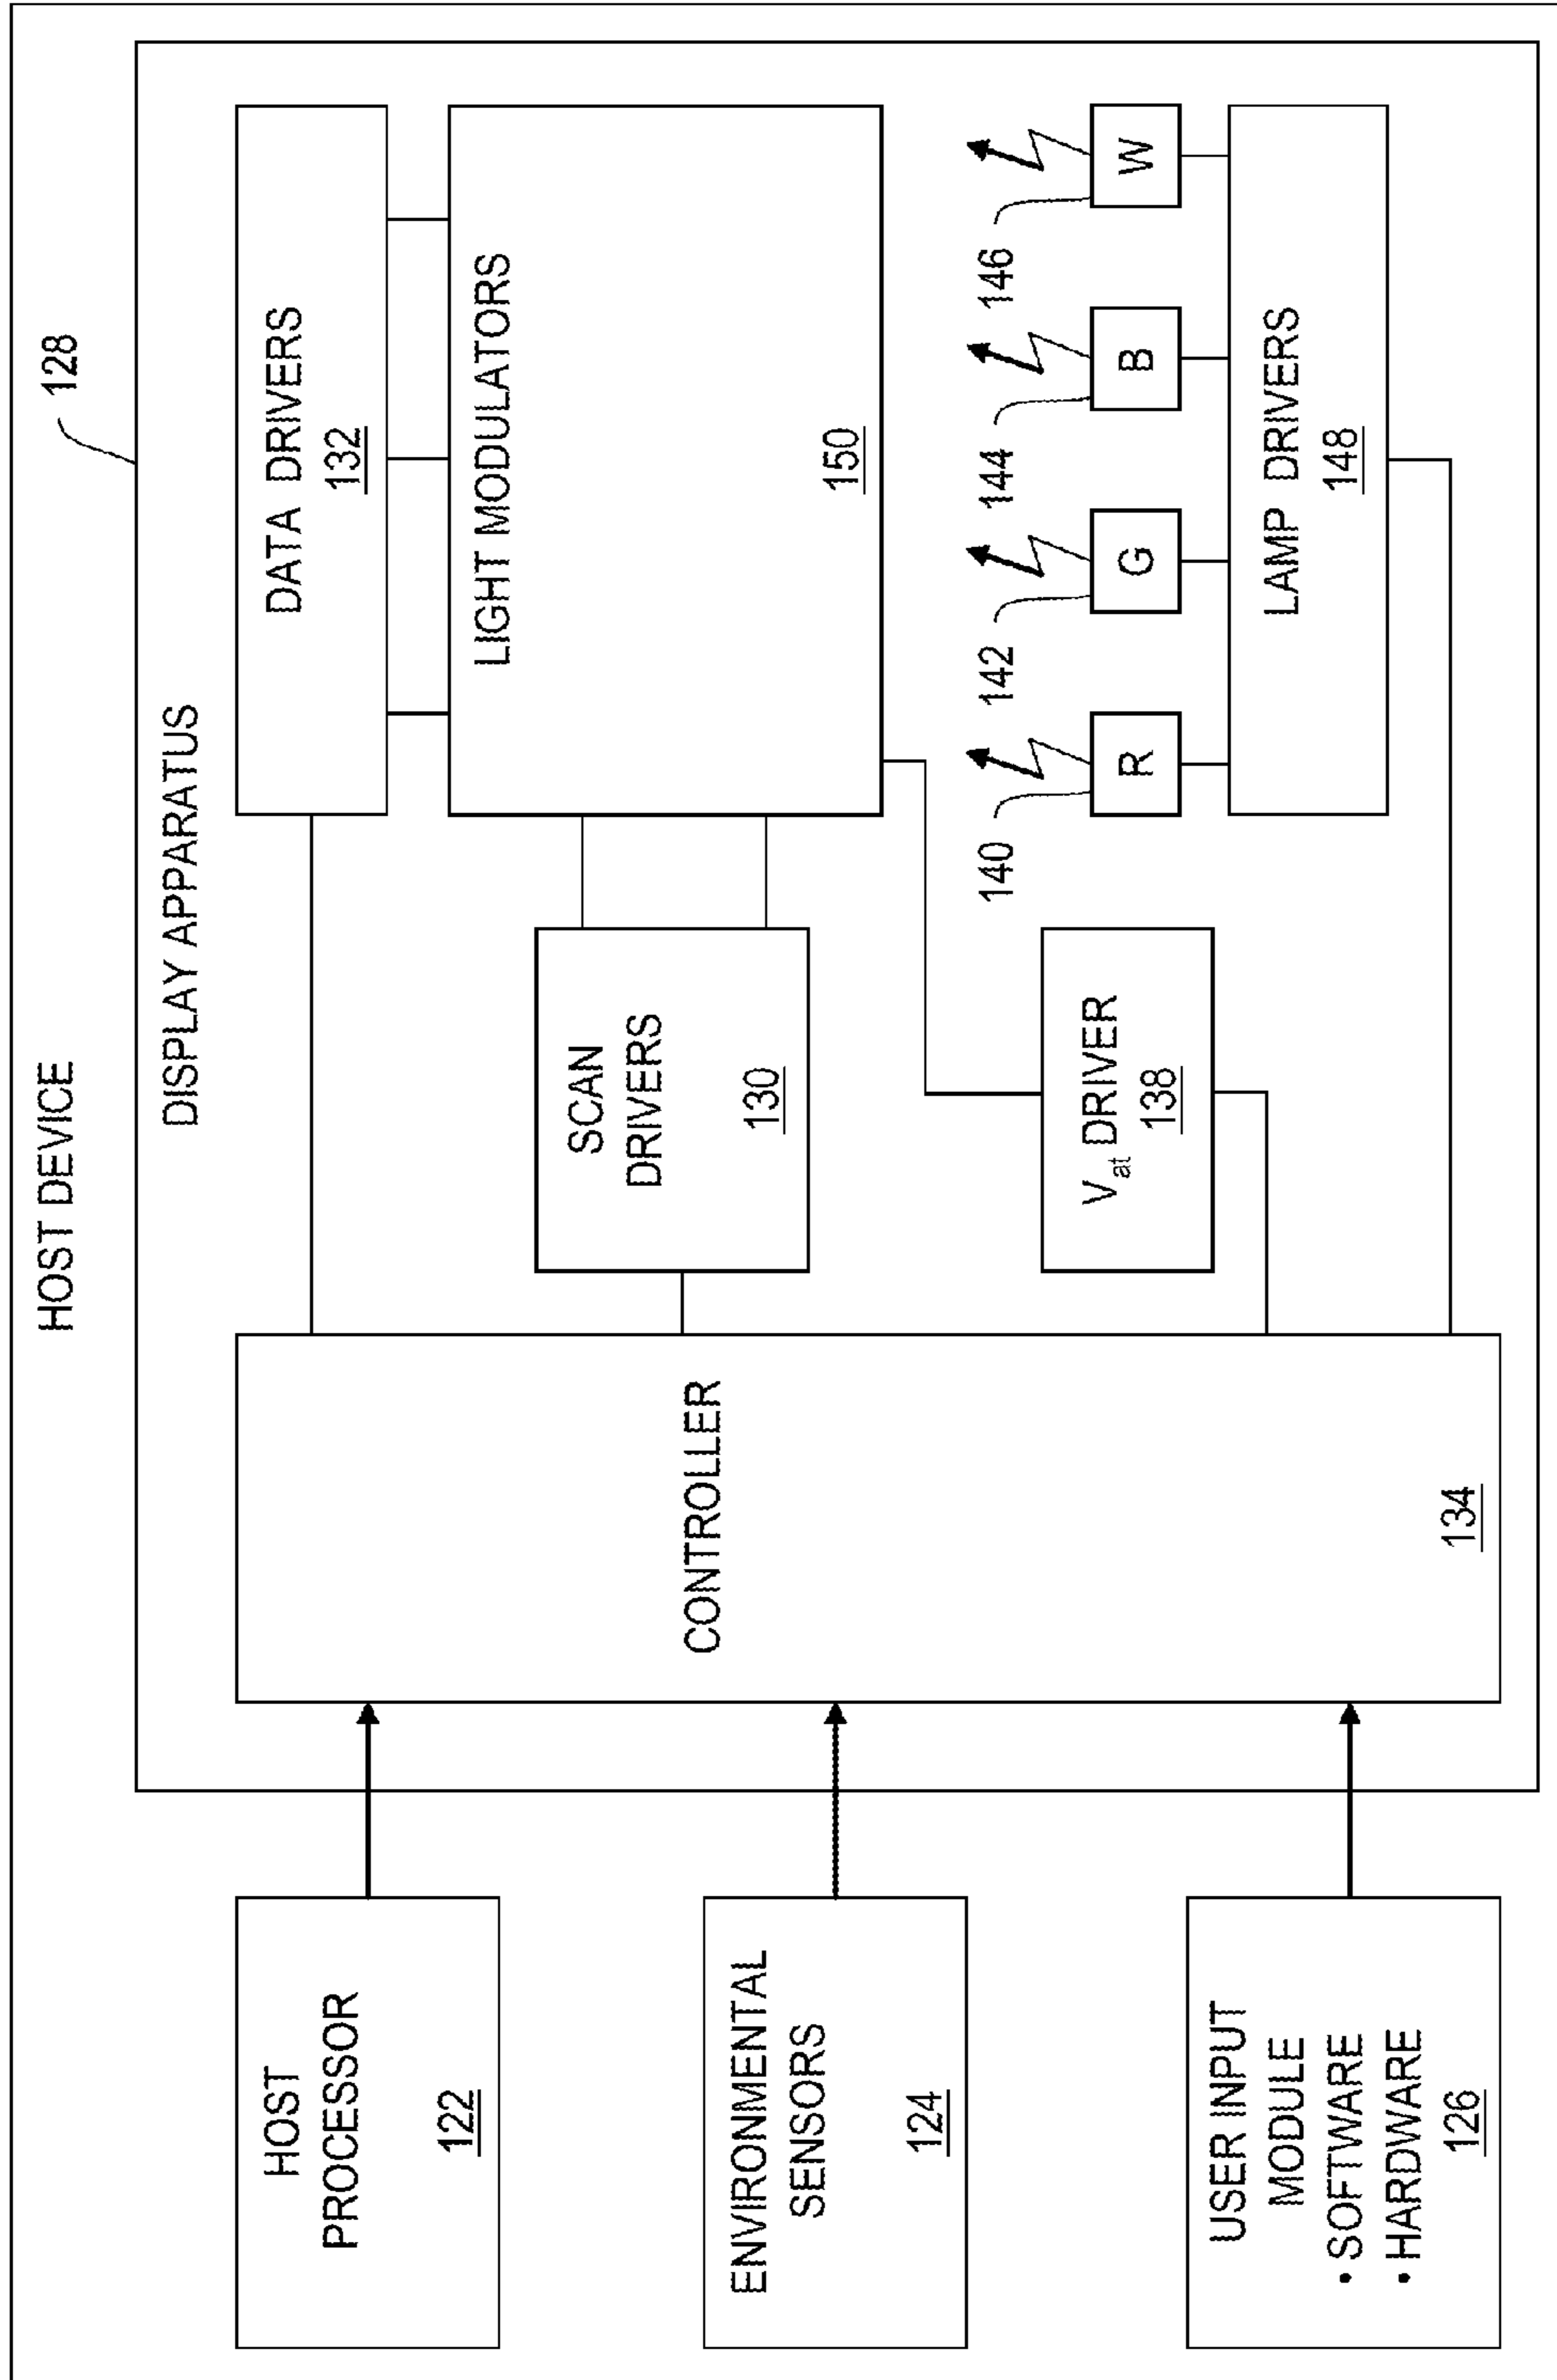 HOST DEVICE
128
DISPLAY APPARATUS
HOST
PROCESSOR
122
ENVIRONMENTAL
SENSORS
124
USER INPUT
MODULE
• SOFTWARE
• HARDWARE
126
CONTROLLER
134
DATA DRIVERS
132
SCAN
DRIVERS
130
LIGHT MODULATORS
150
Vat DRIVER
138
140
142
144
146
R
G
B
W
LAMP DRIVERS
148